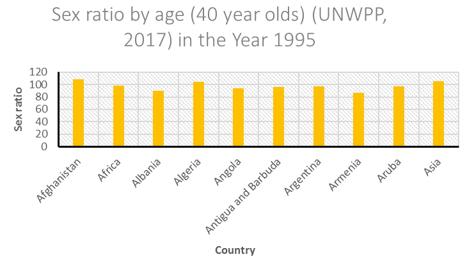 Sex ratio by age (40 year olds) (UNWPP,
2017) in the Year 1995
120
100
80
60
40
20
0
Sex ratio
Afghanistan
Africa
Albania
Algeria
Angola
Antigua and Barbuda
Argentina
Armenia
Aruba
Asia
Country